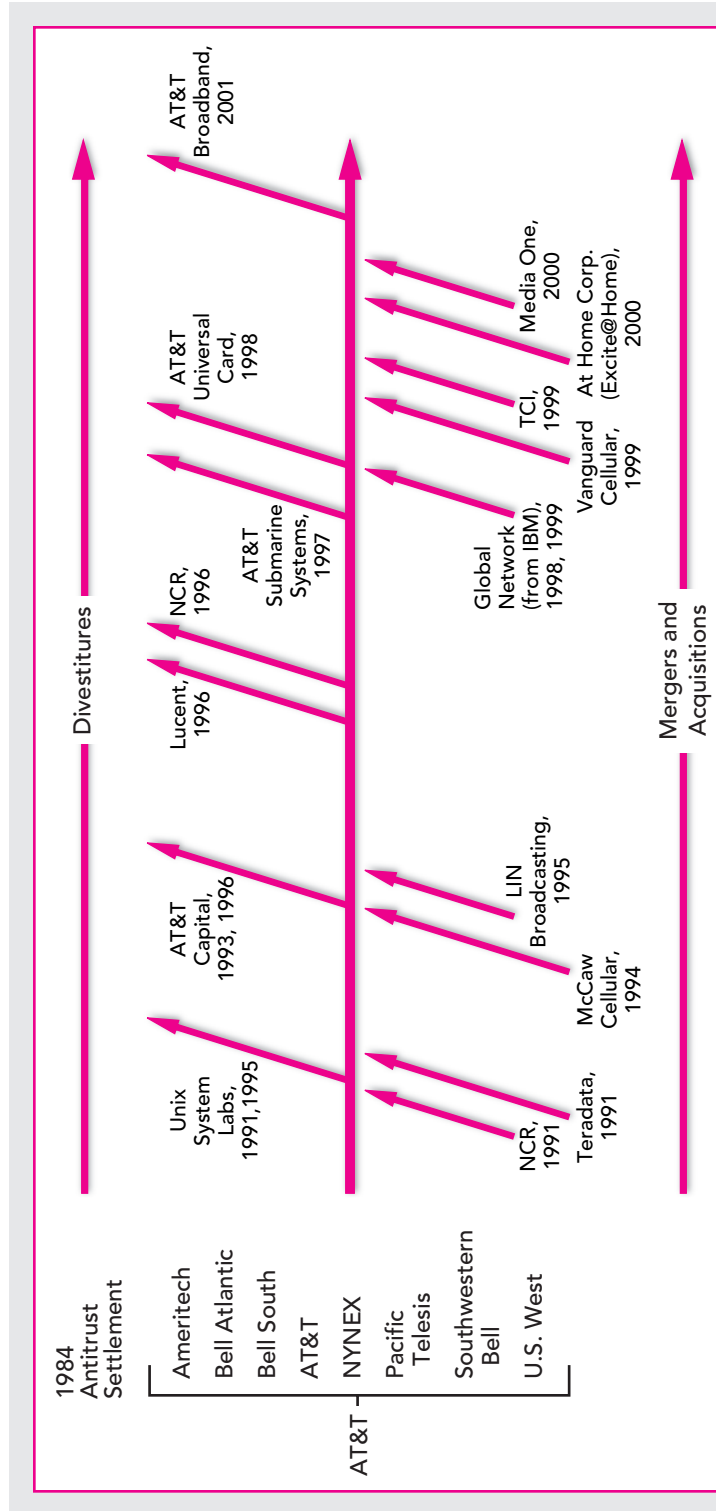 1984
Antitrust
Settlement
AT&T
Ameritech
Bell Atlantic
Bell South
AT&T
NYNEX
Pacific
Telesis
Southwestern
Bell
U.S. West
Divestitures
Unix
System
Labs,
1991,1995
AT&T
Capital,
1993, 1996
Lucent,
1996
NCR,
1996
AT&T
Submarine
Systems,
1997
AT&T
Universal
Card,
1998
AT&T
Broadband,
2001
NCR,
1991
Teradata,
1991
McCaw
Cellular,
1994
LIN
Broadcasting,
1995
Global
Network
(from IBM),
1998, 1999
Vanguard
Cellular,
1999
TCI,
1999
At Home Corp.
(Excite@Home),
2000
Media One,
2000
Mergers and
Acquisitions